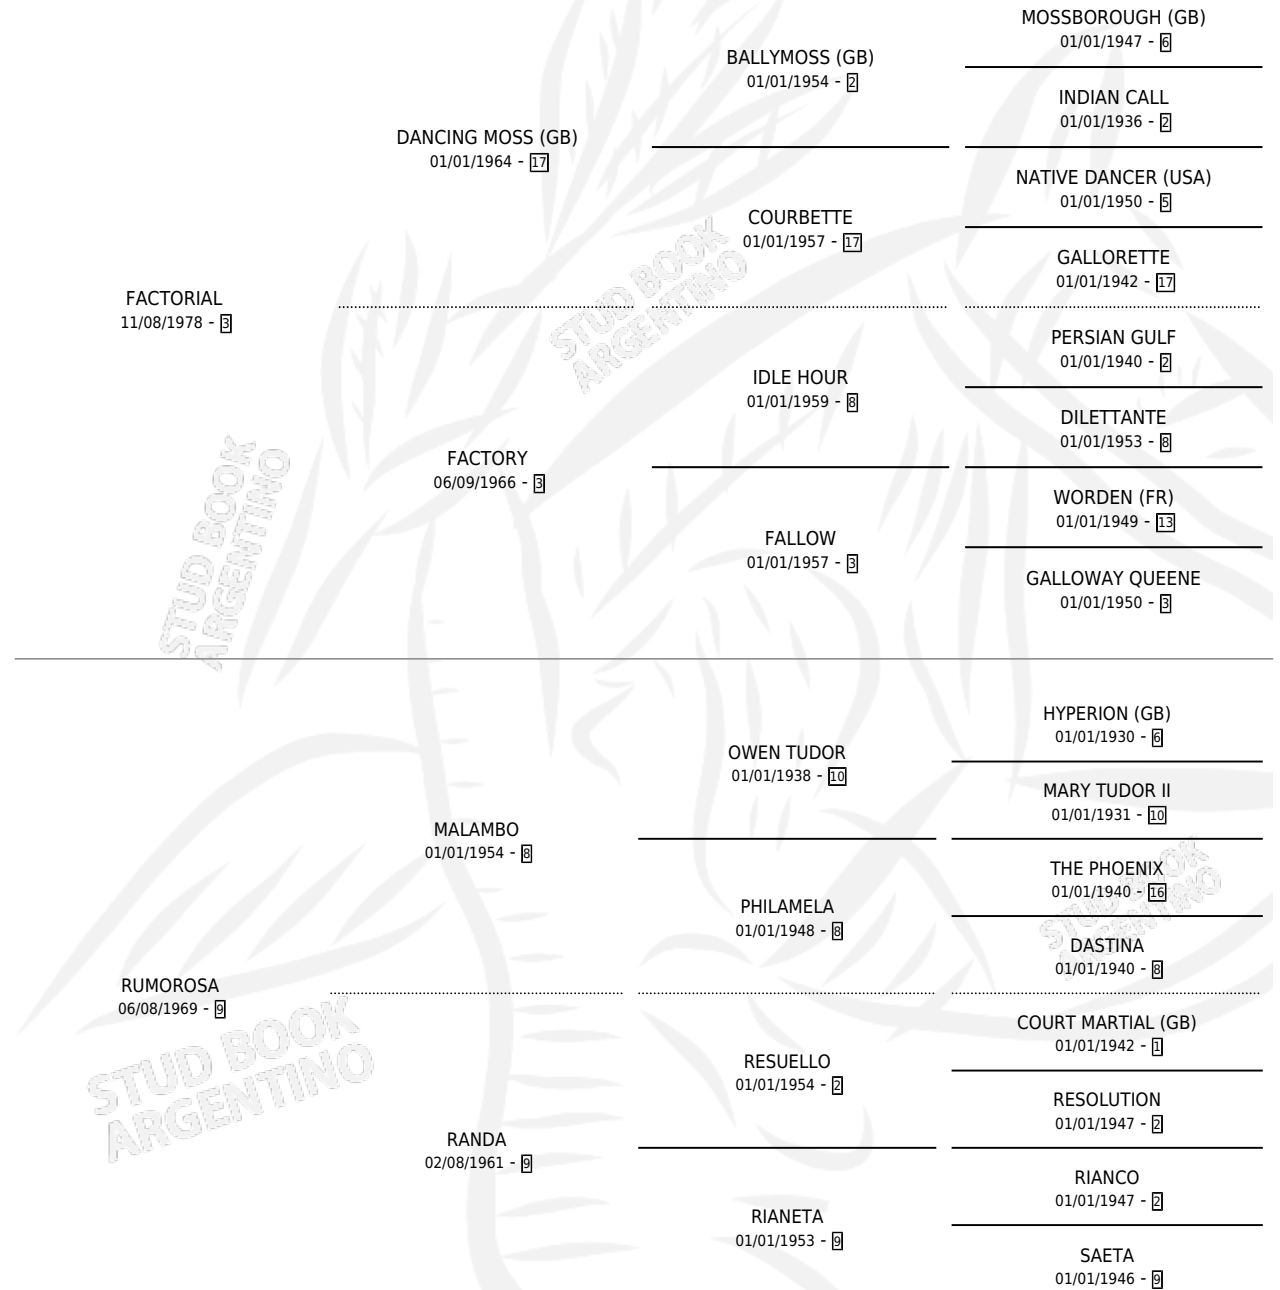 MOSSBOROUGH (GB)
01/01/1947 - 6
BALLYMOSS (GB)
01/01/1954 - 2
INDIAN CALL
01/01/1936 - 2
DANCING MOSS (GB)
01/01/1964 - 17
NATIVE DANCER (USA)
01/01/1950 - 5
COURBETTE
01/01/1957 - 17
GALLORETTE
01/01/1942 - 17
FACTORIAL
11/08/1978 - 3
STUD BOOK
ARGENTINO
PERSIAN GULF
01/01/1940 - 2
IDLE HOUR
01/01/1959 - 8
DILETTANTE
01/01/1953 - 8
FACTORY
06/09/1966 - 3
WORDEN (FR)
01/01/1949 - 13
FALLOW
01/01/1957 - 3
GALLOWAY QUEENE
01/01/1950 - 3
STUD BOOK
ARGENTINO
HYPERION (GB)
01/01/1930 - 6
OWEN TUDOR
01/01/1938 - 10
MARY TUDOR II
01/01/1931 - 10
MALAMBO
01/01/1954 - 8
THE PHOENIX
01/01/1940 - 16
PHILAMELA
01/01/1948 - 8
DASTINA
01/01/1940 - 8
STUD BOOK
ARGENTINO
RUMOROSA
06/08/1969 - 9
COURT MARTIAL (GB)
01/01/1942 - 1
RESUELLO
01/01/1954 - 2
RESOLUTION
01/01/1947 - 2
STUD BOOK
ARGENTINO
RANDA
02/08/1961 - 9
RIANCO
01/01/1947 - 2
RIANETA
01/01/1953 - 9
SAETA
01/01/1946 - 9